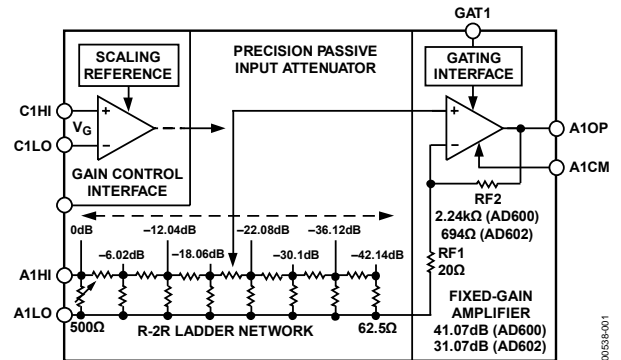 GAT1
SCALING
REFERENCE
PRECISION PASSIVE
INPUT ATTENUATOR
GATING
INTERFACE
C1HI
+
VG
C1LO
–
GAIN CONTROL
INTERFACE
+
–
A1OP
A1CM
RF2
2.24kΩ (AD600)
694Ω (AD602)
RF1
20Ω
0dB
–12.04dB
–22.08dB
–36.12dB
–6.02dB
–18.06dB
–30.1dB
–42.14dB
A1HI
A1LO
500Ω
R-2R LADDER NETWORK
62.5Ω
FIXED-GAIN
AMPLIFIER
41.07dB (AD600)
31.07dB (AD602)
00538-001